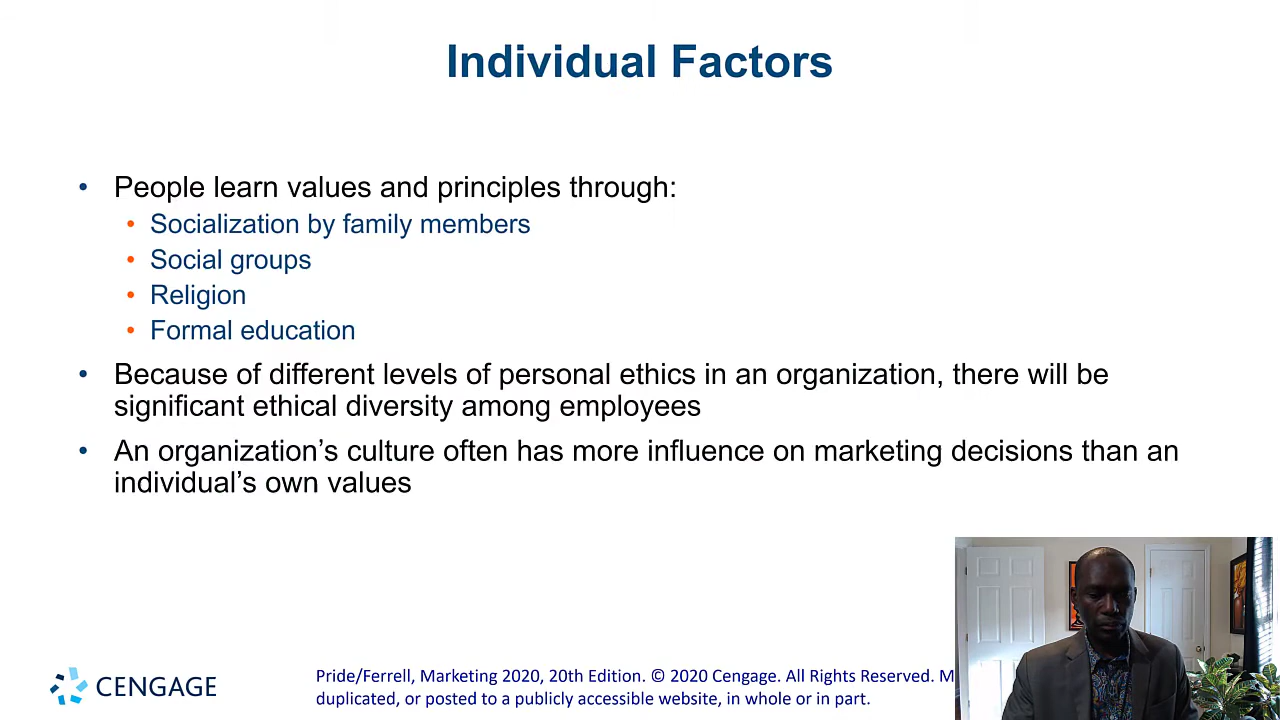 Individual Factors
• People learn values and principles through:
• Socialization by family members
• Social groups
• Religion
• Formal education
• Because of different levels of personal ethics in an organization, there will be
significant ethical diversity among employees
• An organization’s culture often has more influence on marketing decisions than an
individual’s own values
CENGAGE
Pride/Ferrell, Marketing 2020, 20th Edition. © 2020 Cengage. All Rights Reserved. M
duplicated, or posted to a publicly accessible website, in whole or in part.